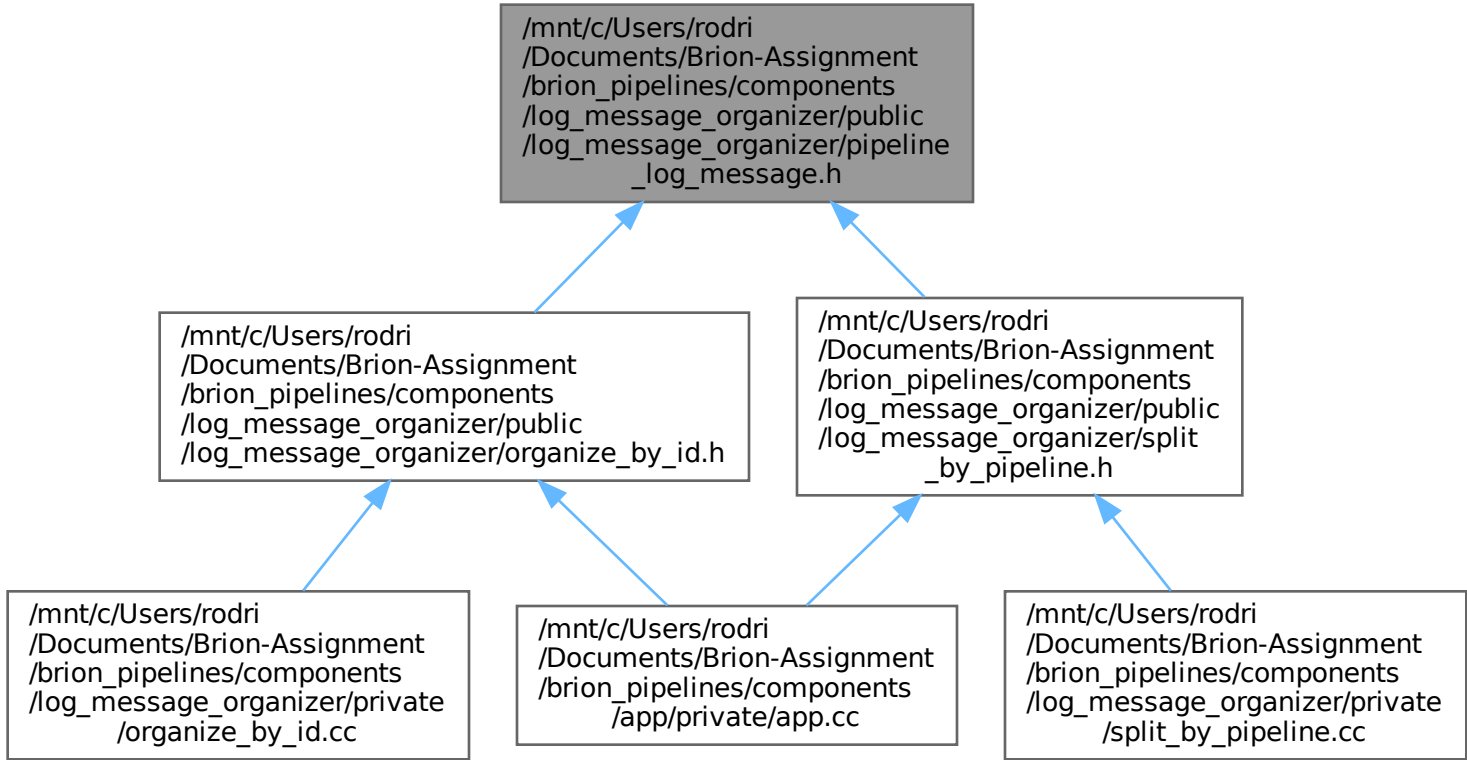 /mnt/c/Users/rodri
/Documents/Brion-Assignment
/brion_pipelines/components
/log_message_organizer/public
/log_message_organizer/pipeline
_log_message.h
/mnt/c/Users/rodri
/Documents/Brion-Assignment
/brion_pipelines/components
/log_message_organizer/public
/log_message_organizer/organize_by_id.h
/mnt/c/Users/rodri
/Documents/Brion-Assignment
/brion_pipelines/components
/log_message_organizer/public
/log_message_organizer/split
_by_pipeline.h
/mnt/c/Users/rodri
/Documents/Brion-Assignment
/brion_pipelines/components
/log_message_organizer/private
/organize_by_id.cc
/mnt/c/Users/rodri
/Documents/Brion-Assignment
/brion_pipelines/components
/app/private/app.cc
/mnt/c/Users/rodri
/Documents/Brion-Assignment
/brion_pipelines/components
/log_message_organizer/private
/split_by_pipeline.cc